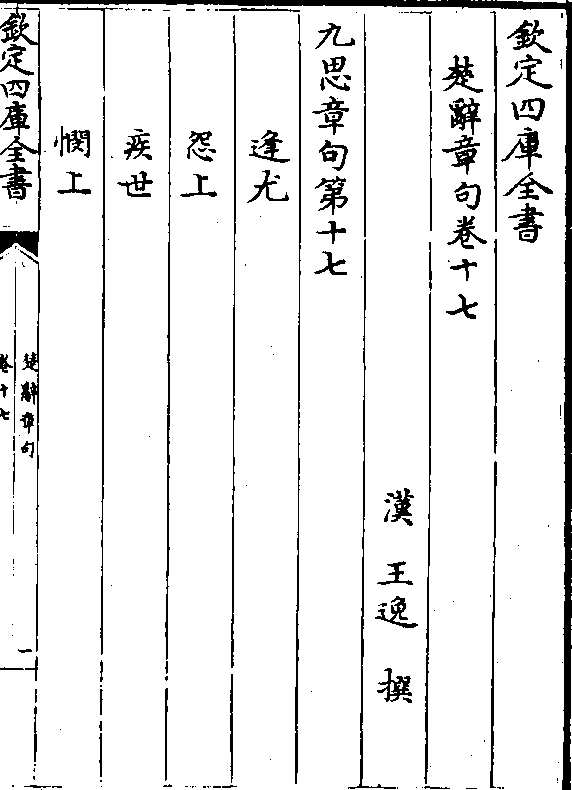 欽定四庫全書
楚辭章句卷十七
漢 王逸 撰
九思章句第十七
逢尤
怨上
疾世
憫上
欽定四庫全書
楚辭章句
卷十七
一